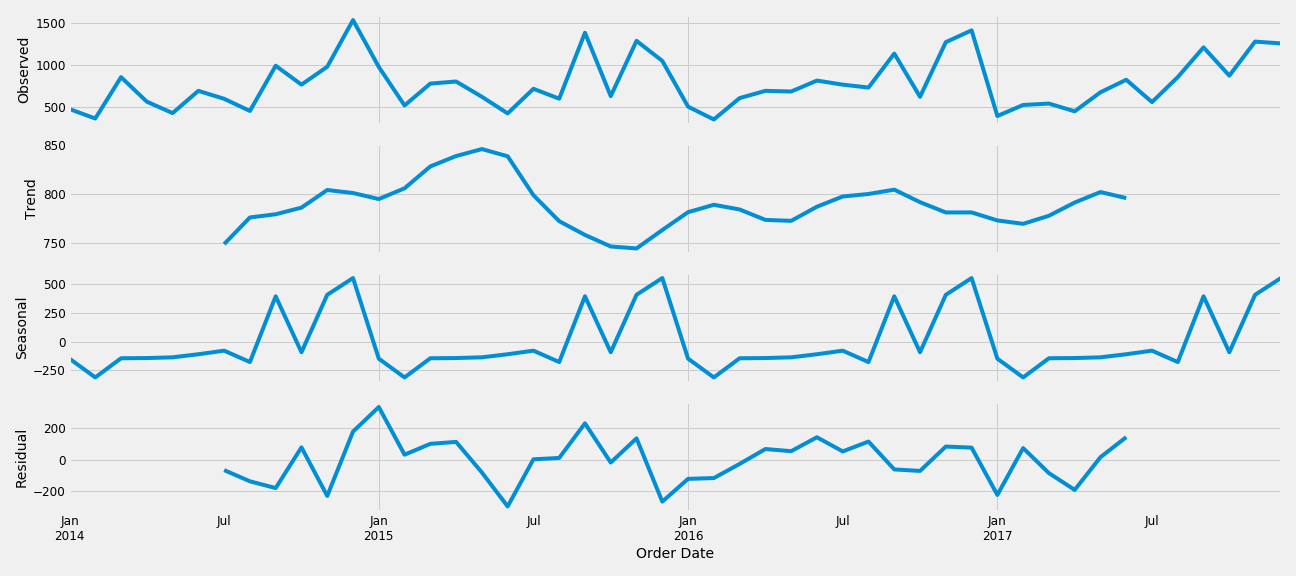 Observed
1500
1000
500
Trend
850
800
750
Seasonal
500
250
0
−250
Residual
200
0
−200
Jan Jul Jan Jul Jan Jul Jan Jul
2014 2015 2016 2017
Order Date